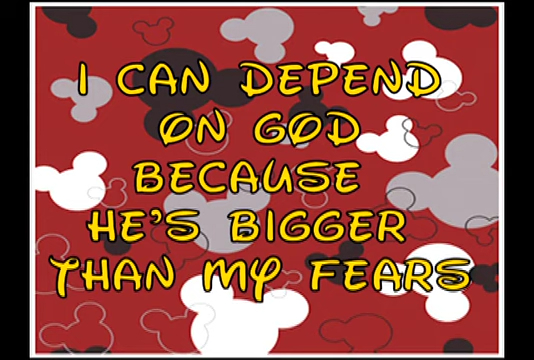 I CAN DEPEND
ON GOD
BECAUSE
HE'S BIGGER
THAN MY FEARS